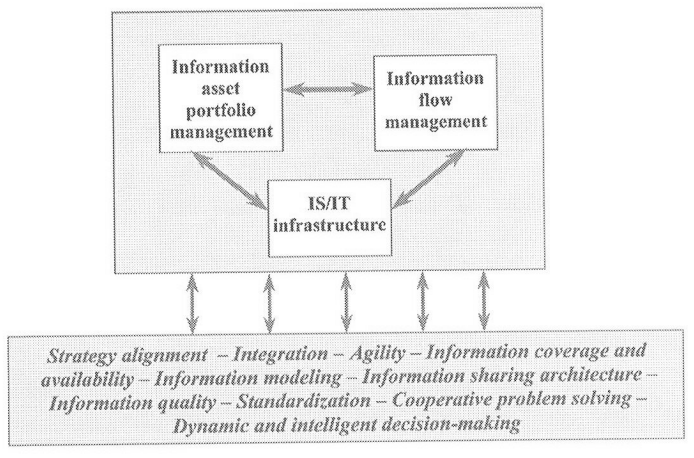 Information
asset
portfolio
management
Information
flow
management
IS/IT
infrastructure
Strategy alignment – Integration – Agility – Information coverage and
availability – Information modeling – Information sharing architecture –
Information quality – Standardization – Cooperative problem solving –
Dynamic and intelligent decision-making